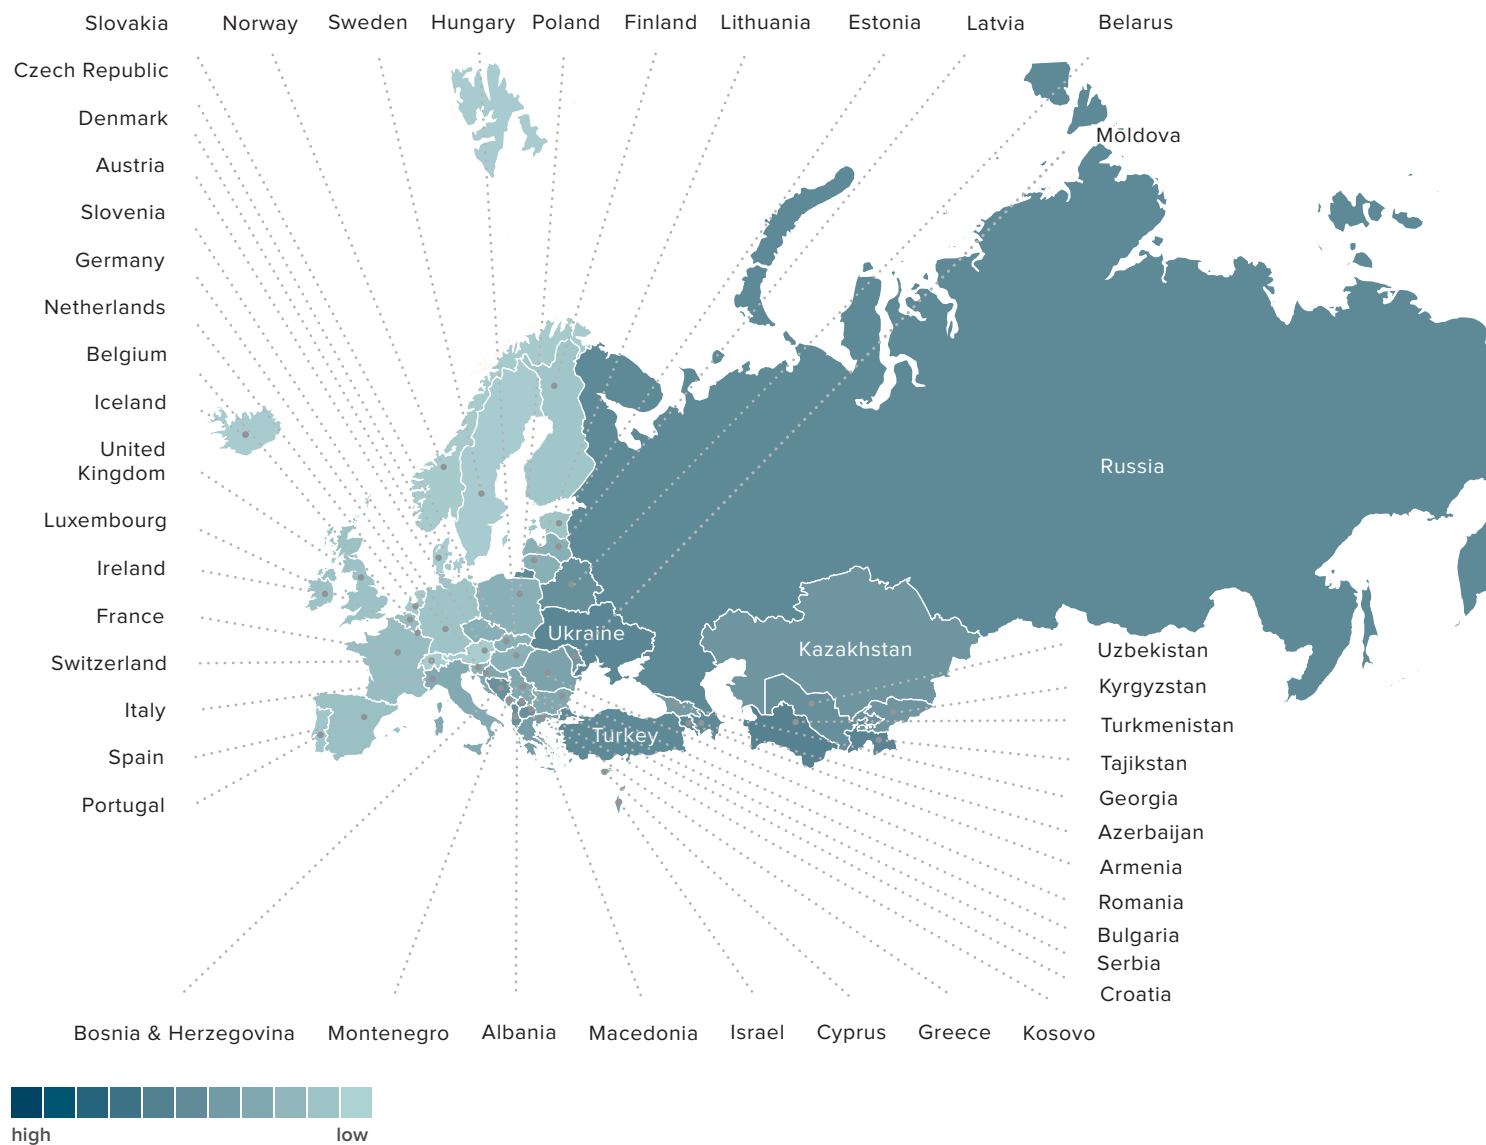 Slovakia
Norway
Sweden
Hungary
Poland
Finland
Lithuania
Estonia
Latvia
Belarus
Czech Republic
Denmark
Moldova
Austria
Slovenia
Germany
Netherlands
Belgium
Iceland
United
Kingdom
Russia
Luxembourg
Ireland
France
Ukraine
Kazakhstan
Uzbekistan
Switzerland
Kyrgyzstan
Italy
Turkey
Turkmenistan
Spain
Tajikstan
Portugal
Georgia
Azerbaijan
Armenia
Romania
Bulgaria
Serbia
Croatia
Bosnia & Herzegovina
Montenegro
Albania
Macedonia
Israel
Cyprus
Greece
Kosovo
high
low